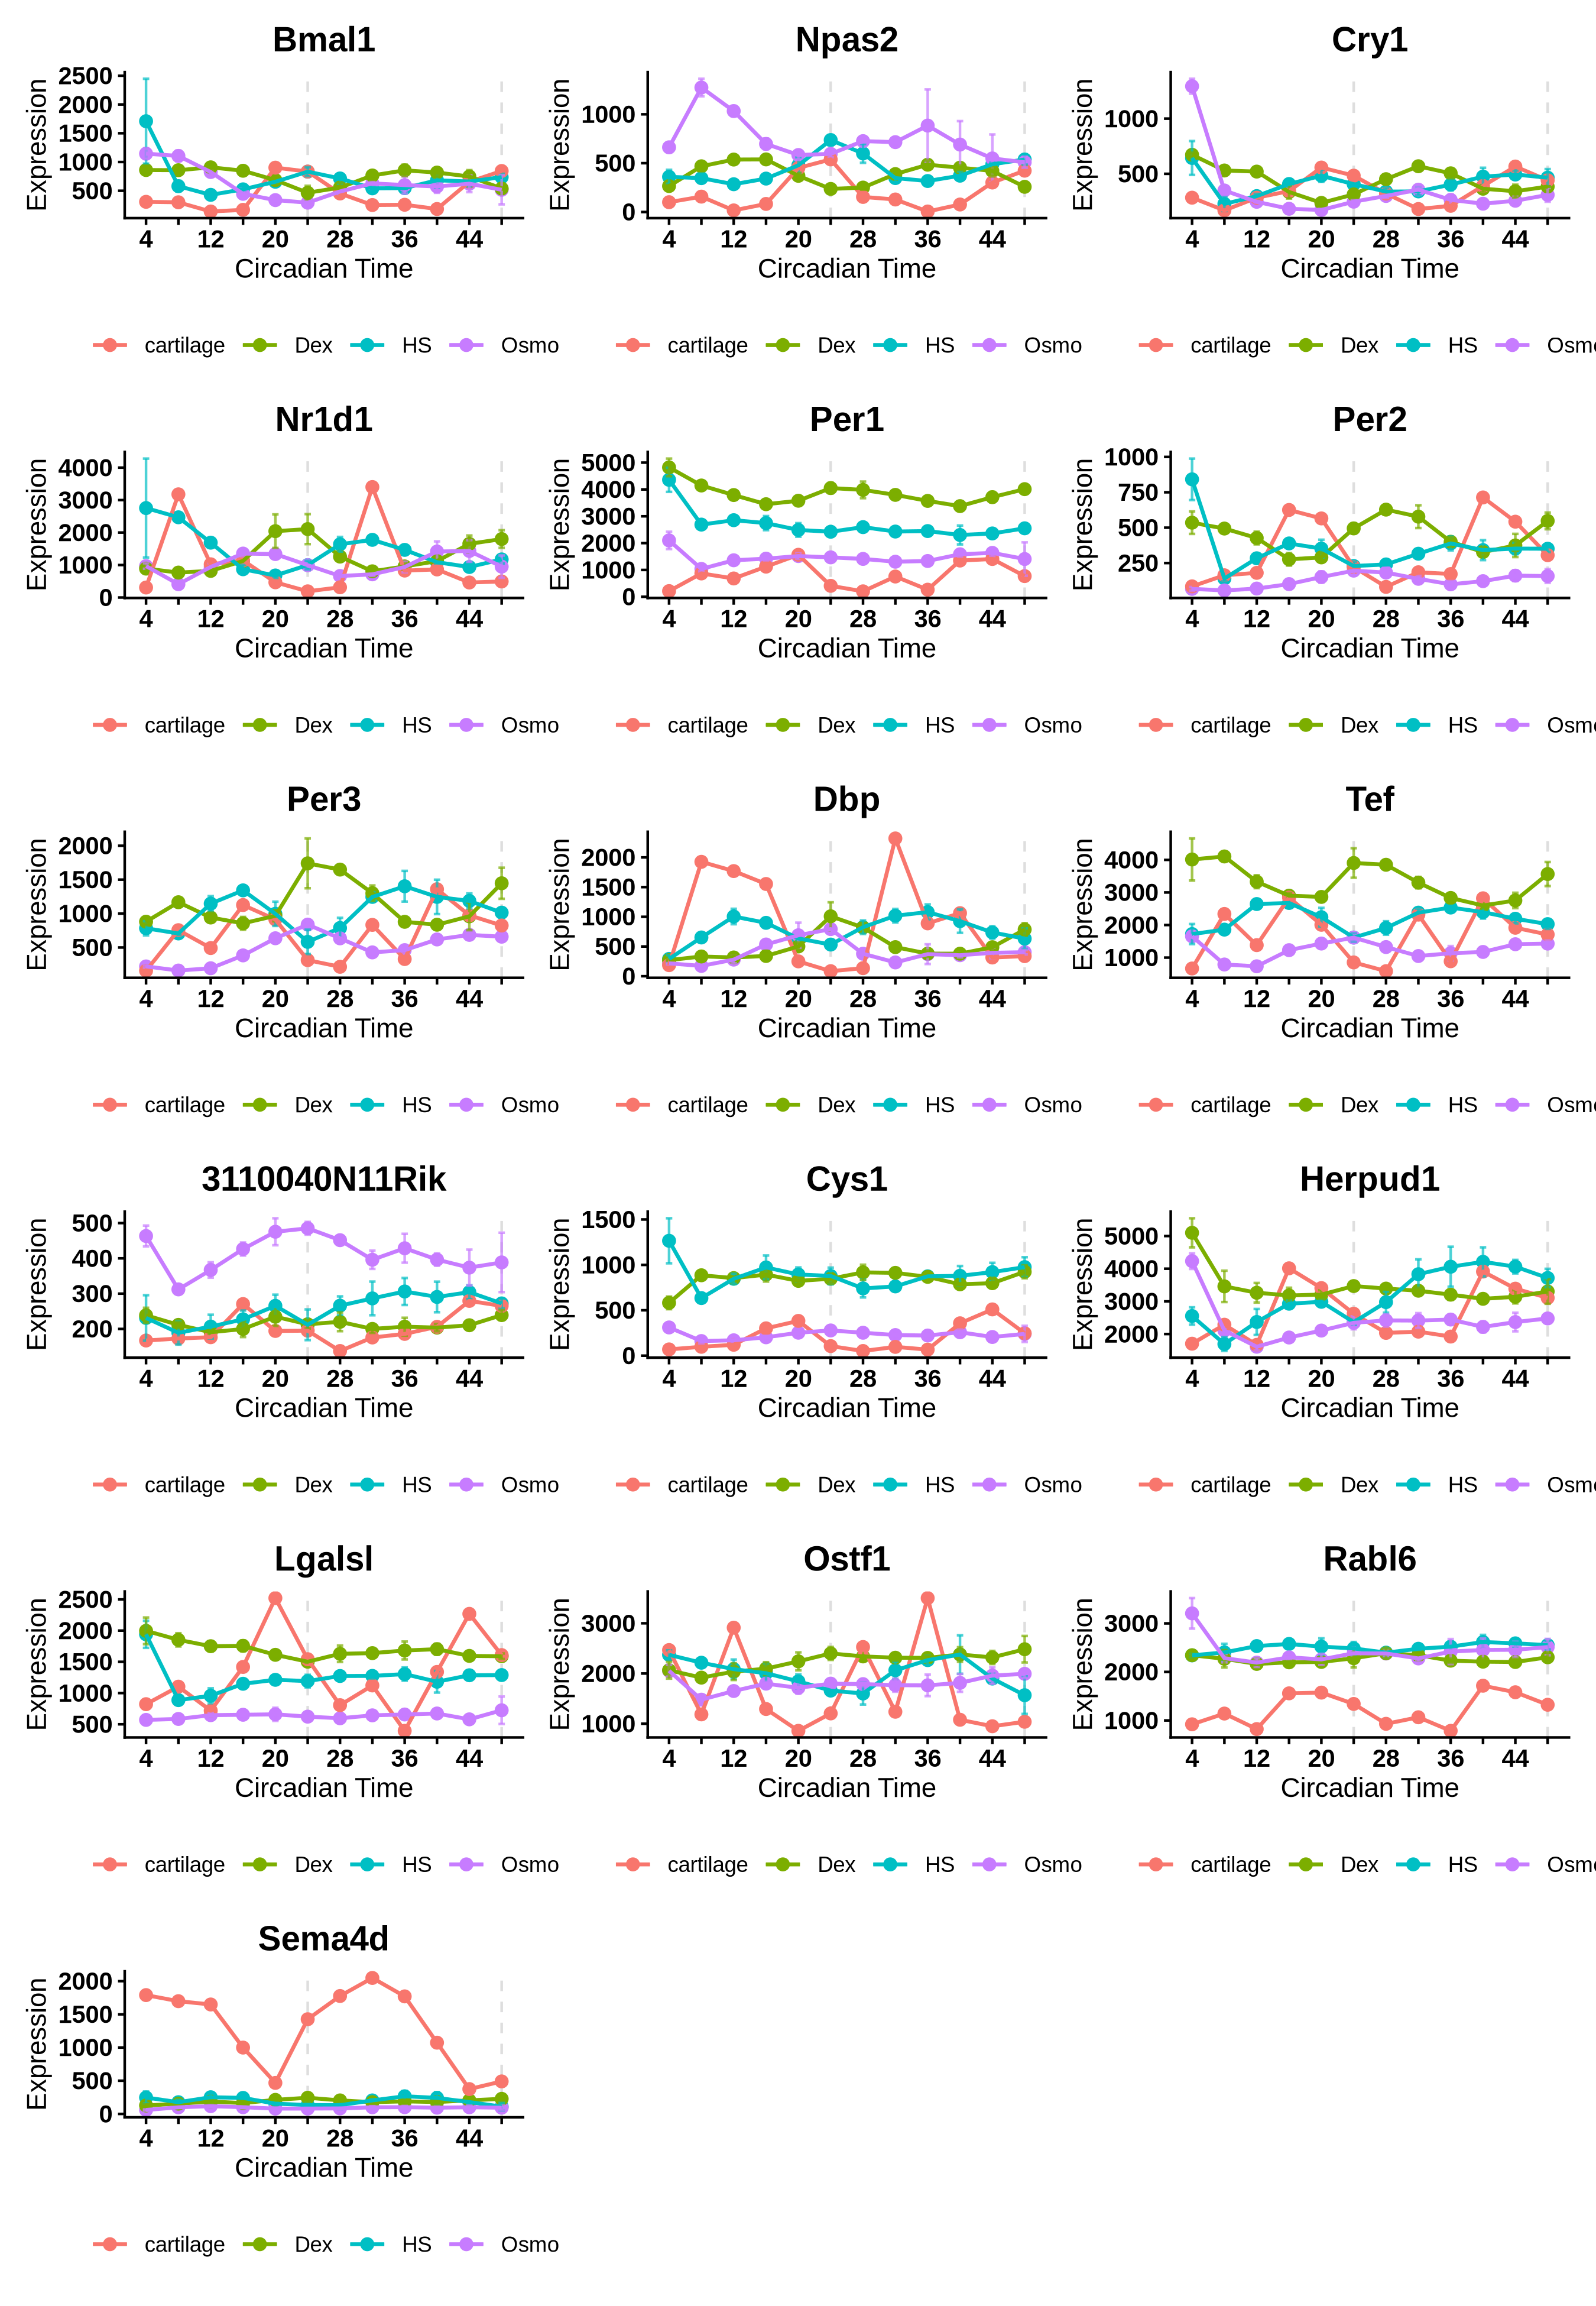 Bmal1 Npas2 Cry1
Expression 2500 2000 1500 1000 500
Expression 1000 500 0
Expression 1000 500
4 12 20 28 36 44 4 12 20 28 36 44 4 12 20 28 36 44
Circadian Time Circadian Time Circadian Time
cartilage Dex HS Osmo cartilage Dex HS Osmo cartilage Dex HS Osm
Nr1d1 Per1 Per2
Expression 4000 3000 2000 1000 0
Expression 5000 4000 3000 2000 1000 0
Expression 1000 750 500 250
4 12 20 28 36 44 4 12 20 28 36 44 4 12 20 28 36 44
Circadian Time Circadian Time Circadian Time
cartilage Dex HS Osmo cartilage Dex HS Osmo cartilage Dex HS Osm
Per3 Dbp Tef
Expression 2000 1500 1000 500
Expression 2000 1500 1000 500 0
Expression 4000 3000 2000 1000
4 12 20 28 36 44 4 12 20 28 36 44 4 12 20 28 36 44
Circadian Time Circadian Time Circadian Time
cartilage Dex HS Osmo cartilage Dex HS Osmo cartilage Dex HS Osm
3110040N11Rik Cys1 Herpud1
Expression 500 400 300 200
Expression 1500 1000 500 0
Expression 5000 4000 3000 2000
4 12 20 28 36 44 4 12 20 28 36 44 4 12 20 28 36 44
Circadian Time Circadian Time Circadian Time
cartilage Dex HS Osmo cartilage Dex HS Osmo cartilage Dex HS Osm
Lgalsl Ostf1 Rabl6
Expression 2500 2000 1500 1000 500
Expression 3000 2000 1000
Expression 3000 2000 1000
4 12 20 28 36 44 4 12 20 28 36 44 4 12 20 28 36 44
Circadian Time Circadian Time Circadian Time
cartilage Dex HS Osmo cartilage Dex HS Osmo cartilage Dex HS Osm
Sema4d
Expression 2000 1500 1000 500 0
4 12 20 28 36 44
Circadian Time
cartilage Dex HS Osmo